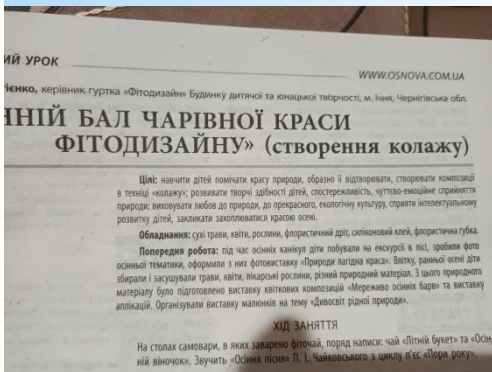 ИЙ УРОК
WWW.OSNOVA.COM.UA
гієнко, керівник гуртка «Фітодизайн» Будинку дитячої та юнацької творчості, м. Ічня, Чернігівська обл.
ННІЙ БАЛ ЧАРІВНОЇ КРАСИ
ФІТОДИЗАЙНУ» (створення колажу)
Цілі: навчити дітей помічати красу природи, образно її відтворювати, створювати композиції
в техніці «колажу»; розвивати творчі здібності дітей, спостережливість, чуттєво-емоційне сприйняття
природи; виховувати любов до природи, до прекрасного, екологічну культуру, сприяти інтелектуальному
розвитку дітей, закликати захоплюватися красою осені.
Обладнання: сухі трави, квіти, рослини, флористичний дріт, силіконовий клей, флористична губка.
Попередня робота: під час осінніх канікул діти побували на екскурсії в лісі, зробили фото
осінньої тематики, оформили з них фотовиставку «Природи лагідна краса». Влітку, ранньої осені діти
збирали і засушували трави, квіти, лікарські рослини, різний природний матеріал. З цього природного
матеріалу було підготовлено виставку квіткових композицій «Мереживо осінніх барв» та виставку
аплікацій. Організували виставку малюнків на тему «Дивосвіт рідної природи».
ХІД ЗАНЯТТЯ
На столах самовари, в яких заварено фіточай, поряд написи: чай «Літній букет» та «Осін
ній віночок». Звучить «Осіння пісня» П. І. Чайковського з циклу п'єс «Пори року».